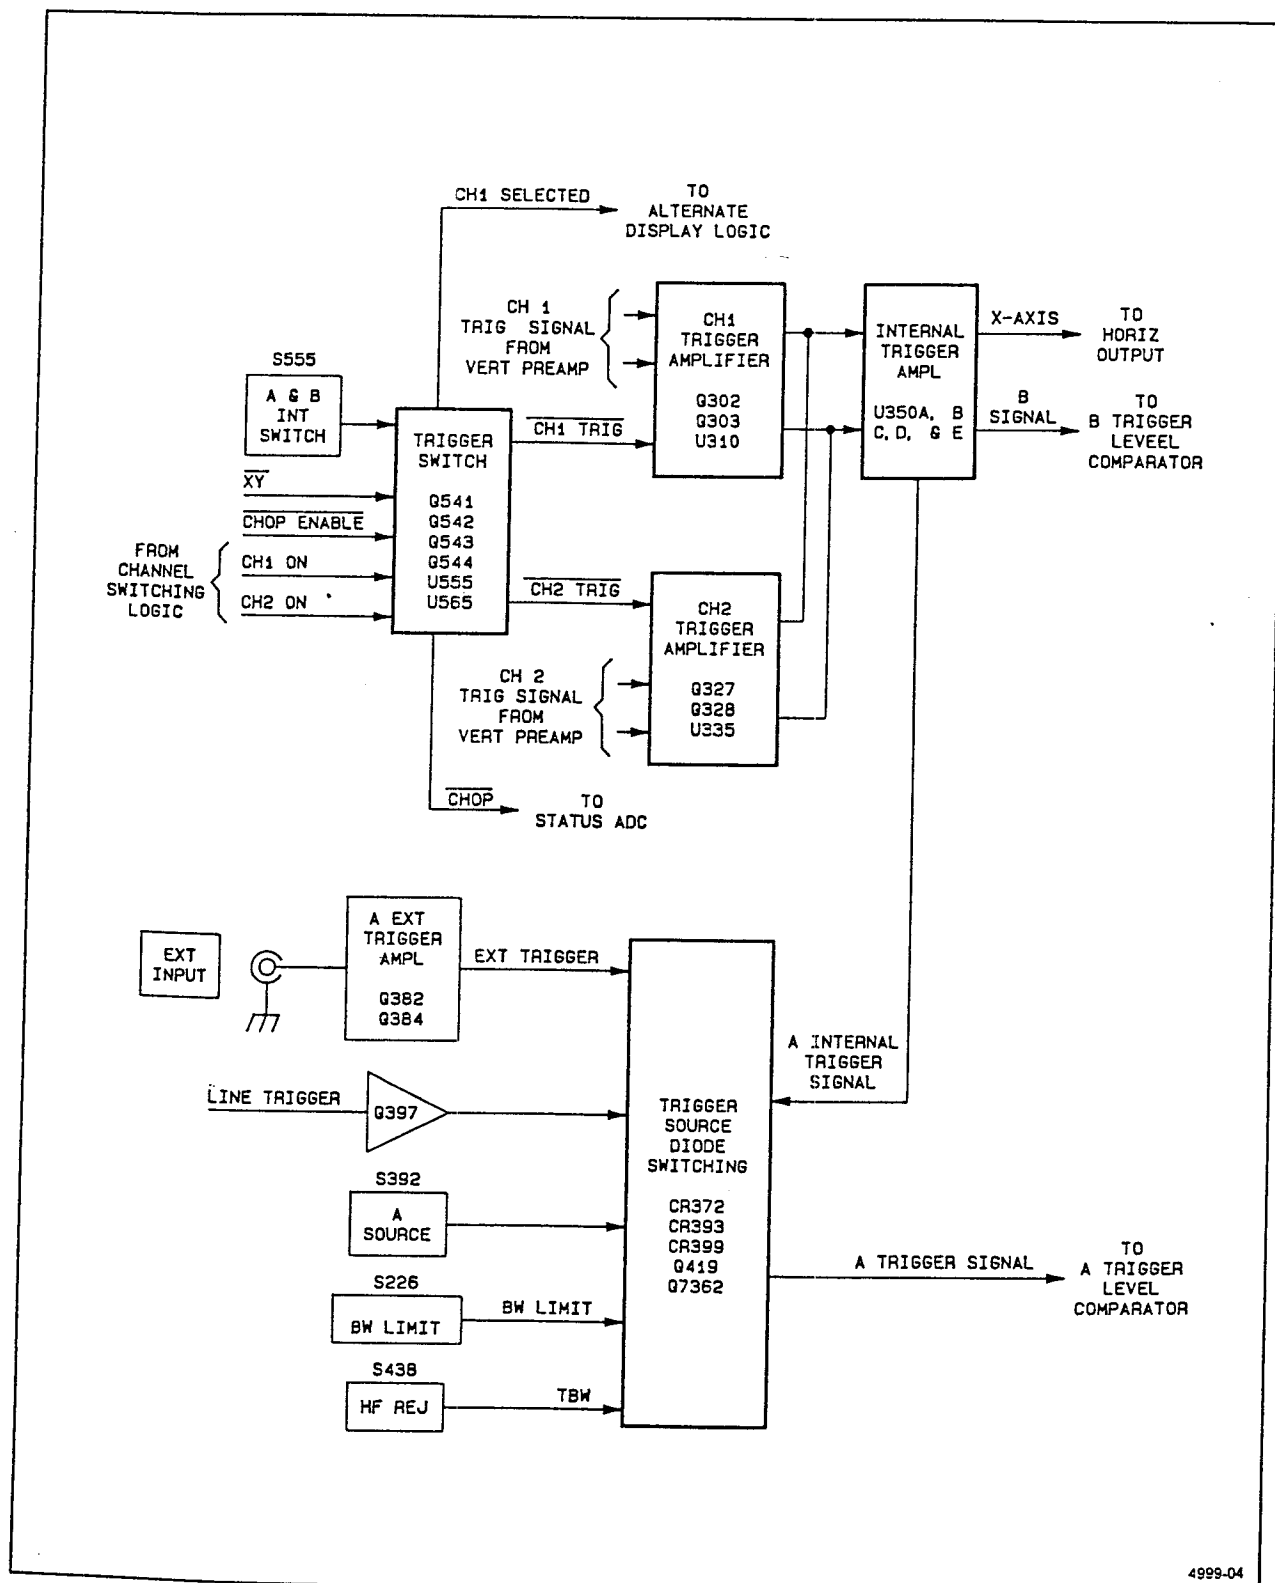 CH1 SELECTED
TO
ALTERNATE
DISPLAY LOGIC
CH 1
TRIG SIGNAL
FROM
VERT PREAMP
CH1
TRIGGER
AMPLIFIER
Q302
Q303
U310
INTERNAL
TRIGGER
AMPL
U350A, B
C, D, & E
X-AXIS
TO
HORIZ
OUTPUT
B
SIGNAL
TO
B TRIGGER
LEVEEL
COMPARATOR
S555
A & B
INT
SWITCH
XY
CHOP ENABLE
FROM
CHANNEL
SWITCHING
LOGIC
CH1 ON
CH2 ON
TRIGGER
SWITCH
Q541
Q542
Q543
Q544
U555
U565
CH1 TRIG
CH2 TRIG
CH2
TRIGGER
AMPLIFIER
Q327
Q328
U335
CH 2
TRIG SIGNAL
FROM
VERT PREAMP
CHOP
TO
STATUS ADC
EXT
INPUT
A EXT
TRIGGER
AMPL
Q382
Q384
EXT TRIGGER
A INTERNAL
TRIGGER
SIGNAL
LINE TRIGGER
Q397
TRIGGER
SOURCE
DIODE
SWITCHING
CR372
CR393
CR399
Q419
Q7362
S392
A
SOURCE
S226
BW LIMIT
BW LIMIT
S438
HF REJ
TBW
A TRIGGER SIGNAL
TO
A TRIGGER
LEVEL
COMPARATOR
4999-04